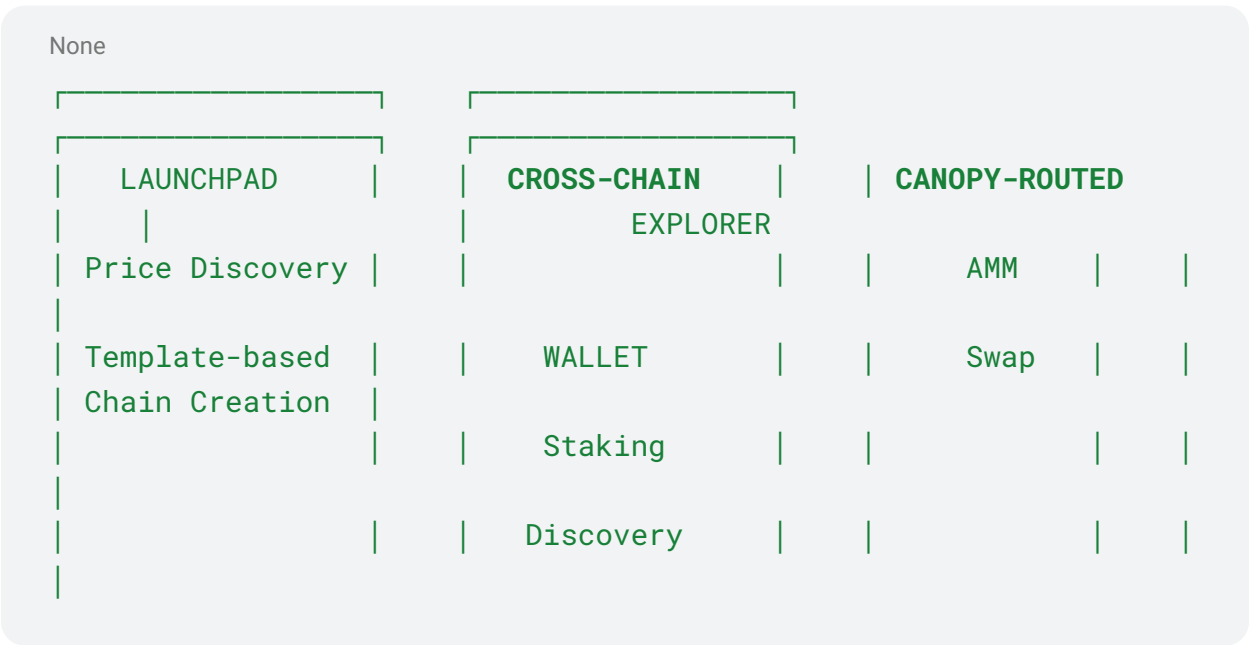 None
┌──────────────────┐    ┌──────────────────┐
┌──────────────────┐    ┌──────────────────┐
│   LAUNCHPAD     │    │  CROSS-CHAIN    │    │ CANOPY-ROUTED
│    │                 │         EXPLORER
│ Price Discovery │    │                 │    │     AMM    │    │
│
│ Template-based  │    │    WALLET       │    │     Swap   │    │
│ Chain Creation  │
│                 │    │    Staking      │    │            │    │
│
│                 │    │   Discovery     │    │            │    │
│